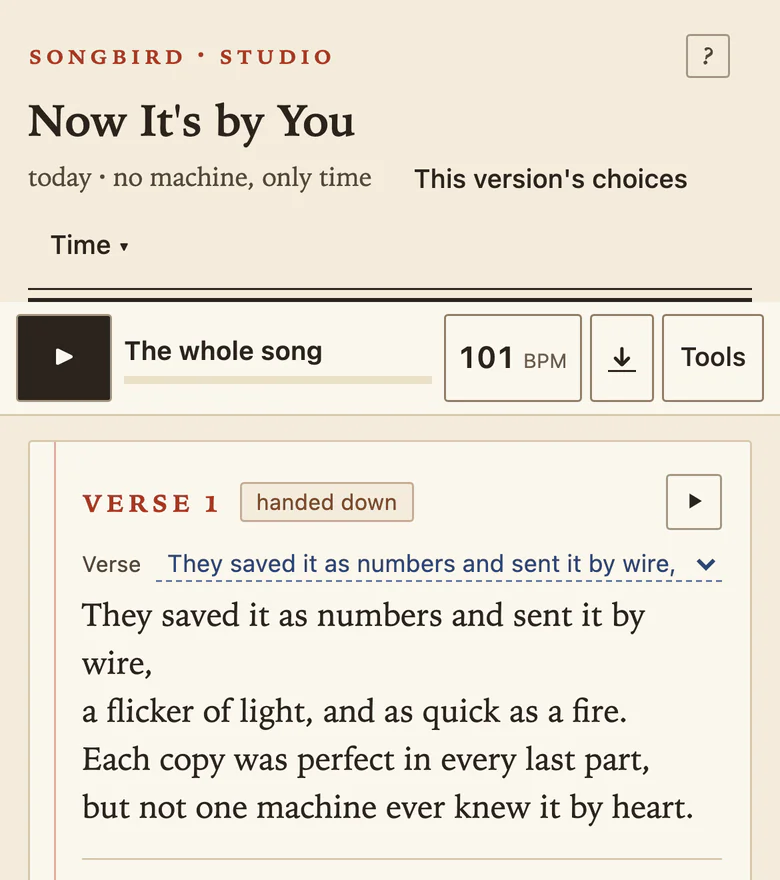 SONGBIRD · STUDIO
?
Now It's by You
today · no machine, only time
This version's choices
Time ▾
The whole song
101 BPM
Tools
VERSE 1
handed down
Verse
They saved it as numbers and sent it by wire,
They saved it as numbers and sent it by
wire,
a flicker of light, and as quick as a fire.
Each copy was perfect in every last part,
but not one machine ever knew it by heart.